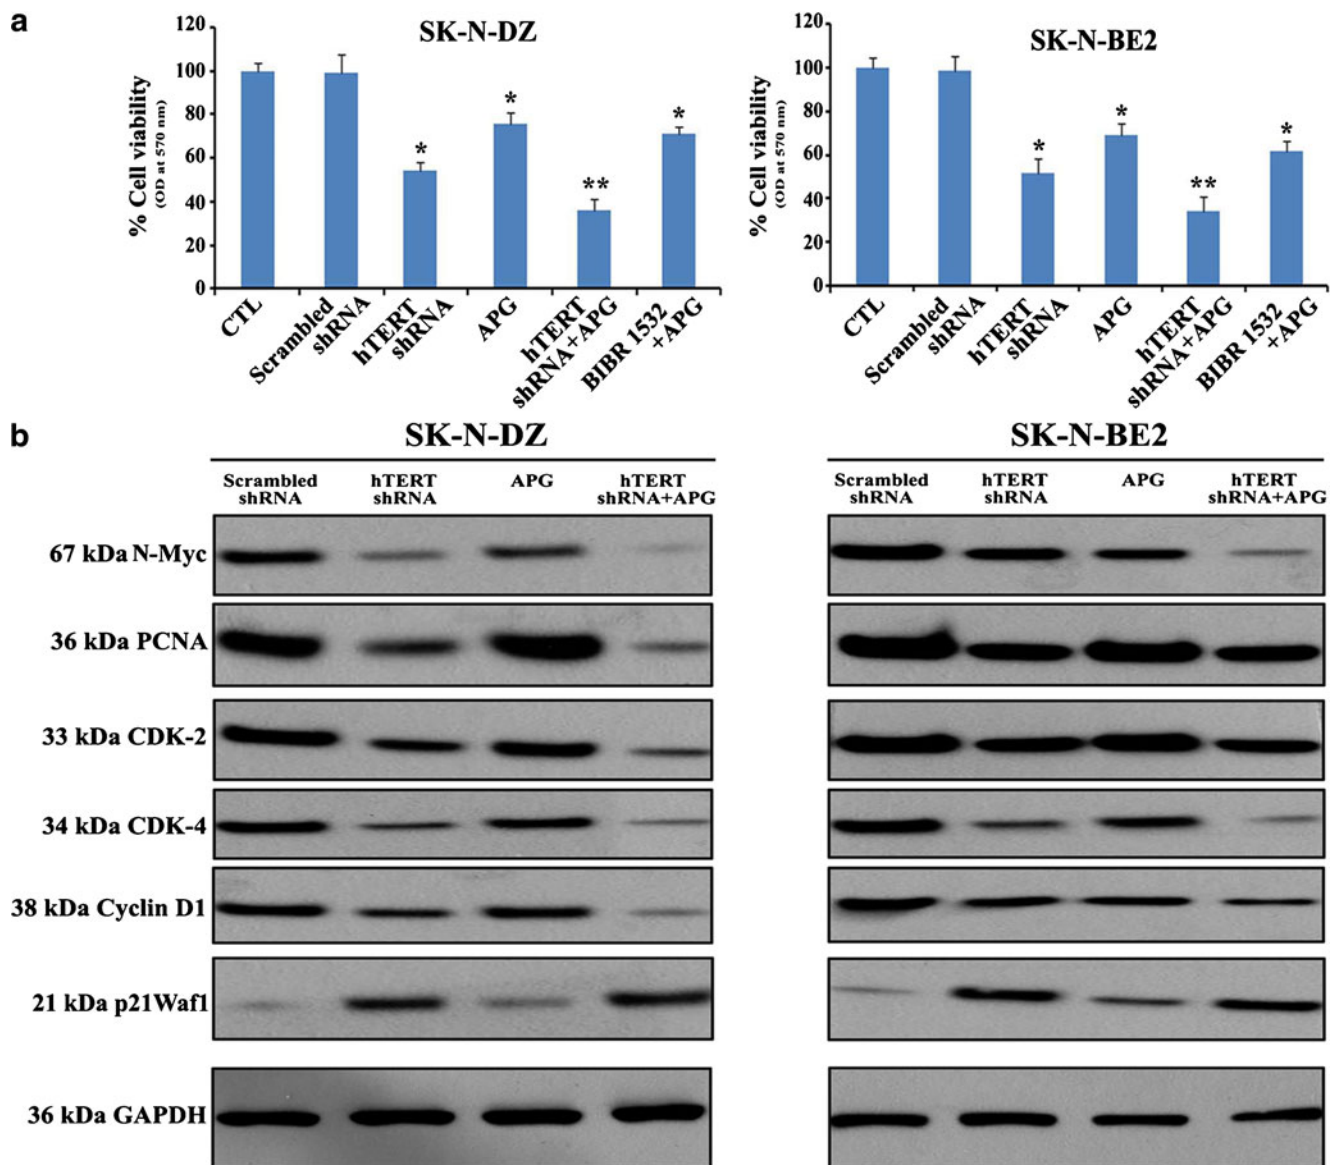 a
SK-N-DZ
% Cell viability
(OD at 570 nm)
120
100
80
60
40
20
0
*
*
**
*
CTL
Scrambled
shRNA
hTERT
shRNA
APG
hTERT
shRNA+APG
BIBR 1532
+APG
SK-N-BE2
% Cell viability
(OD at 570 nm)
120
100
80
60
40
20
0
*
*
**
*
CTL
Scrambled
shRNA
hTERT
shRNA
APG
hTERT
shRNA+APG
BIBR 1532
+APG
b
SK-N-DZ
Scrambled
shRNA
hTERT
shRNA
APG
hTERT
shRNA+APG
SK-N-BE2
Scrambled
shRNA
hTERT
shRNA
APG
hTERT
shRNA+APG
67 kDa N-Myc
36 kDa PCNA
33 kDa CDK-2
34 kDa CDK-4
38 kDa Cyclin D1
21 kDa p21Waf1
36 kDa GAPDH